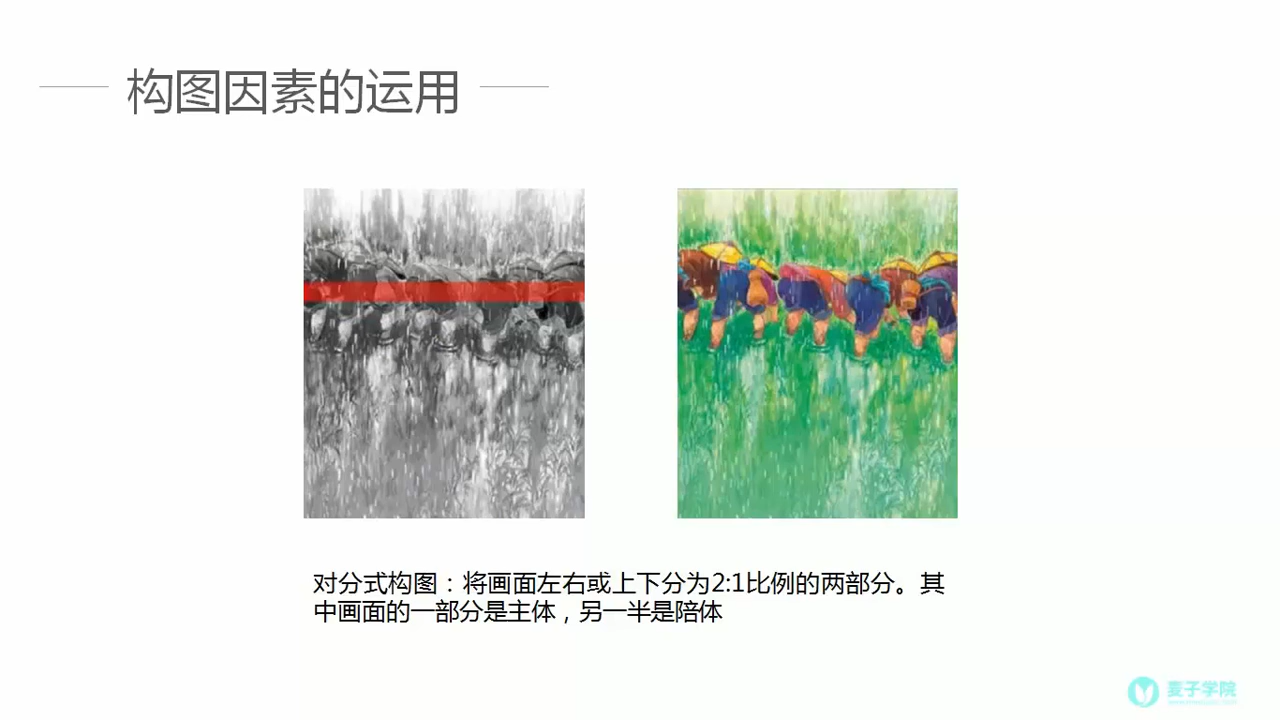 构图因素的运用
对分式构图：将画面左右或上下分为2:1比例的两部分。其
中画面的一部分是主体，另一半是陪体
麦子学院